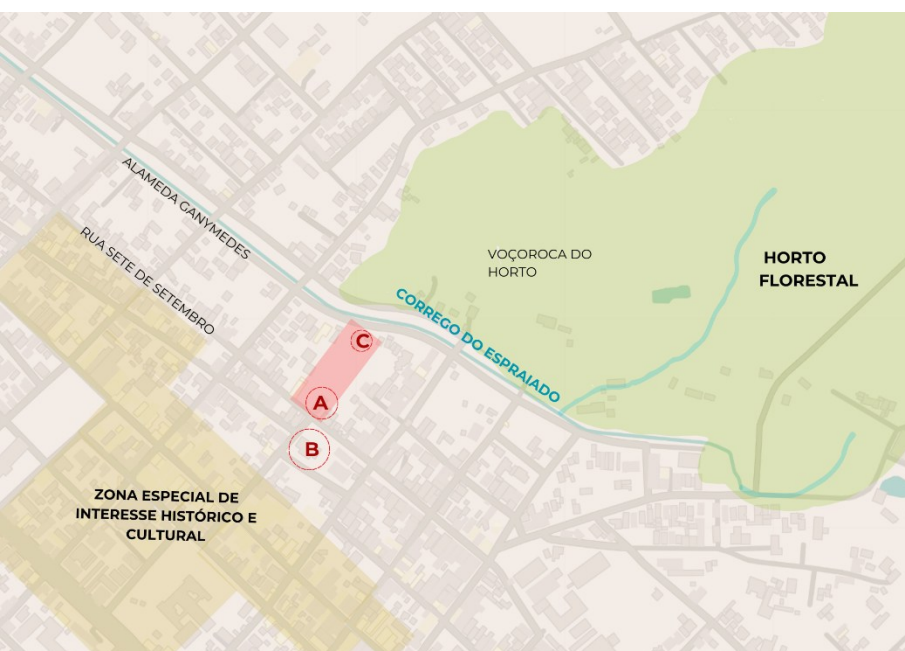 ALAMEDA GANYMEDES
RUA SETE DE SETEMBRO
VOÇOROCA DO
HORTO
HORTO
FLORESTAL
CORREGO DO ESPRAIADO
C
A
B
ZONA ESPECIAL DE
INTERESSE HISTÓRICO E
CULTURAL